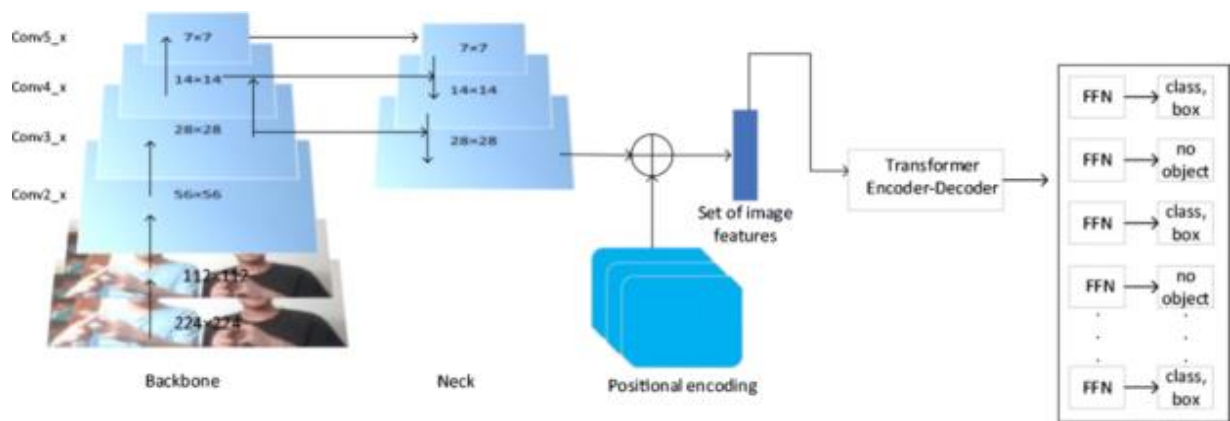 Conv5_x
7×7
7×7
Conv4_x
14×14
14×14
Conv3_x
28×28
28×28
Conv2_x
56×56
112×112
224×224
Backbone
Neck
Positional encoding
Set of image
features
Transformer
Encoder-Decoder
FFN
class,
box
FFN
no
object
FFN
class,
box
FFN
no
object
FFN
class,
box